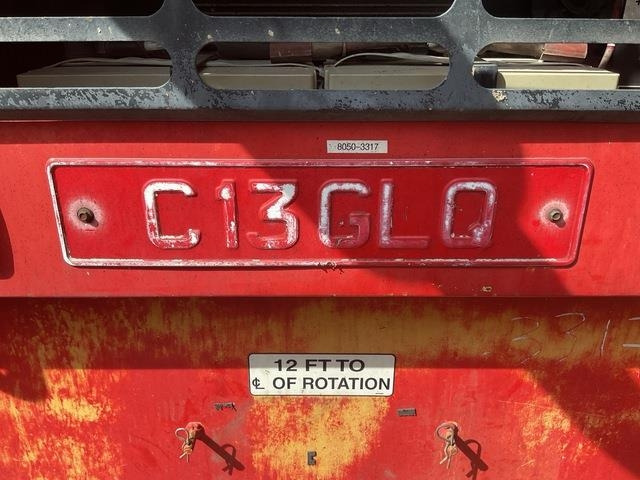 8050-3317
C13GLQ
12 FT TO
℄ OF ROTATION